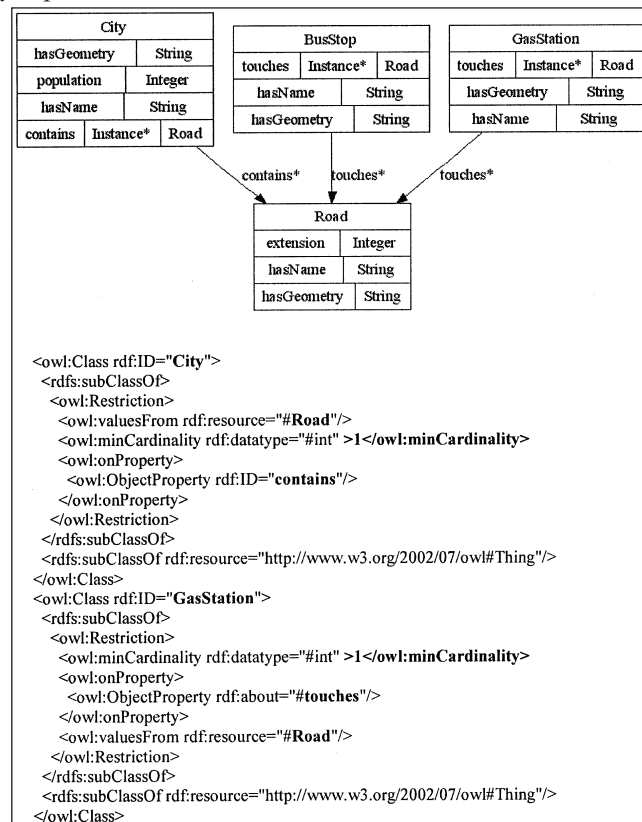 City
hasGeometry String
population Integer
hasName String
contains Instance* Road
BusStop
touches Instance* Road
hasName String
hasGeometry String
GasStation
touches Instance* Road
hasGeometry String
hasName String
contains*
touches*
touches*
Road
extension Integer
hasName String
hasGeometry String
<owl:Class rdf:ID="City">
<rdfs:subClassOf>
<owl:Restriction>
<owl:valuesFrom rdf:resource="#Road"/>
<owl:minCardinality rdf:datatype="#int" >1</owl:minCardinality>
<owl:onProperty>
<owl:ObjectProperty rdf:ID="contains"/>
</owl:onProperty>
</owl:Restriction>
</rdfs:subClassOf>
<rdfs:subClassOf rdf:resource="http://www.w3.org/2002/07/owl#Thing"/>
</owl:Class>
<owl:Class rdf:ID="GasStation">
<rdfs:subClassOf>
<owl:Restriction>
<owl:minCardinality rdf:datatype="#int" >1</owl:minCardinality>
<owl:onProperty>
<owl:ObjectProperty rdf:about="#touches"/>
</owl:onProperty>
<owl:valuesFrom rdf:resource="#Road"/>
</owl:Restriction>
</rdfs:subClassOf>
<rdfs:subClassOf rdf:resource="http://www.w3.org/2002/07/owl#Thing"/>
</owl:Class>